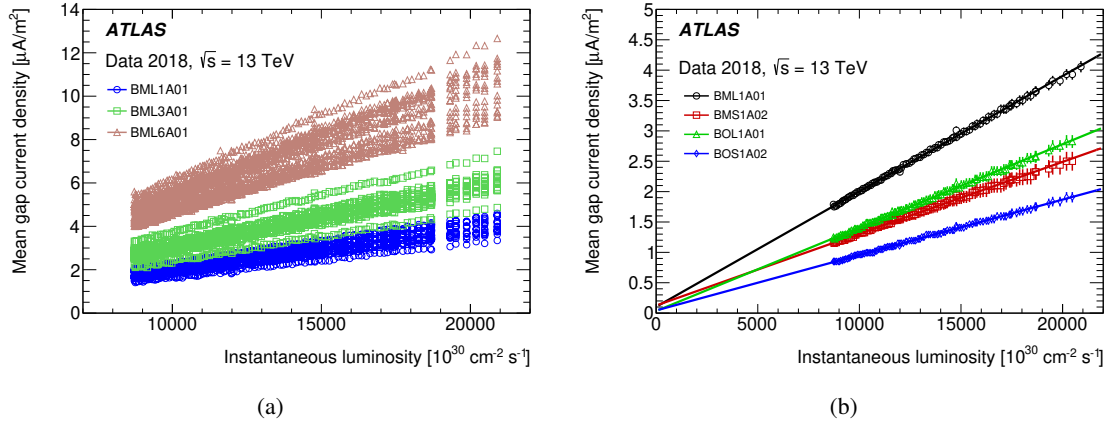 ATLAS
Data 2018, √s = 13 TeV
BML1A01
BML3A01
BML6A01
Mean gap current density [μA/m²]
14
12
10
8
6
4
2
0
10000 15000 20000
Instantaneous luminosity [10³⁰ cm⁻² s⁻¹]
(a)
ATLAS
Data 2018, √s = 13 TeV
BML1A01
BMS1A02
BOL1A01
BOS1A02
Mean gap current density [μA/m²]
5
4.5
4
3.5
3
2.5
2
1.5
1
0.5
0
0 5000 10000 15000 20000
Instantaneous luminosity [10³⁰ cm⁻² s⁻¹]
(b)